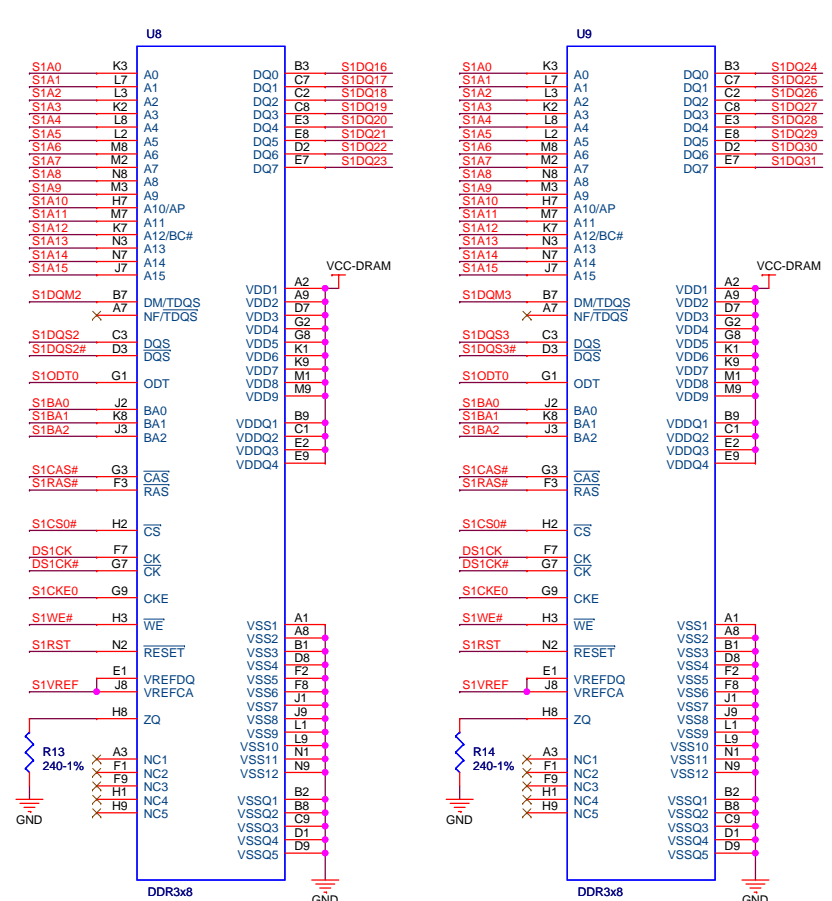 U8
S1A0 K3 A0 DQ0 B3 S1DQ16
S1A1 L7 A1 DQ1 C7 S1DQ17
S1A2 L3 A2 DQ2 C2 S1DQ18
S1A3 K2 A3 DQ3 C8 S1DQ19
S1A4 L8 A4 DQ4 E3 S1DQ20
S1A5 L2 A5 DQ5 E8 S1DQ21
S1A6 M8 A6 DQ6 D2 S1DQ22
S1A7 M2 A7 DQ7 E7 S1DQ23
S1A8 N8 A8
S1A9 M3 A9
S1A10 H7 A10/AP
S1A11 M7 A11
S1A12 K7 A12/BC#
S1A13 N3 A13
S1A14 N7 A14
S1A15 J7 A15
VCC-DRAM
VDD1 A2
S1DQM2 B7 DM/TDQS VDD2 A9
A7 NF/TDQS VDD3 D7
VDD4 G2
S1DQS2 C3 DQS VDD5 G8
S1DQS2# D3 DQS VDD6 K1
VDD7 K9
S1ODT0 G1 ODT VDD8 M1
VDD9 M9
S1BA0 J2 BA0
S1BA1 K8 BA1 VDDQ1 B9
S1BA2 J3 BA2 VDDQ2 C1
VDDQ3 E2
VDDQ4 E9
S1CAS# G3 CAS
S1RAS# F3 RAS
S1CS0# H2 CS
DS1CK F7 CK
DS1CK# G7 CK
S1CKE0 G9 CKE
S1WE# H3 WE VSS1 A1
VSS2 A8
S1RST N2 RESET VSS3 B1
VSS4 D8
E1 VREFDQ VSS5 F2
S1VREF J8 VREFCA VSS6 F8
VSS7 J1
H8 ZQ VSS8 J9
VSS9 L1
VSS10 L9
R13
240-1%
A3 NC1 VSS11 N1
F1 NC2 VSS12 N9
F9 NC3
H1 NC4 VSSQ1 B2
H9 NC5 VSSQ2 B8
GND
VSSQ3 C9
VSSQ4 D1
VSSQ5 D9
DDR3x8
GND
U9
S1A0 K3 A0 DQ0 B3 S1DQ24
S1A1 L7 A1 DQ1 C7 S1DQ25
S1A2 L3 A2 DQ2 C2 S1DQ26
S1A3 K2 A3 DQ3 C8 S1DQ27
S1A4 L8 A4 DQ4 E3 S1DQ28
S1A5 L2 A5 DQ5 E8 S1DQ29
S1A6 M8 A6 DQ6 D2 S1DQ30
S1A7 M2 A7 DQ7 E7 S1DQ31
S1A8 N8 A8
S1A9 M3 A9
S1A10 H7 A10/AP
S1A11 M7 A11
S1A12 K7 A12/BC#
S1A13 N3 A13
S1A14 N7 A14
S1A15 J7 A15
VCC-DRAM
VDD1 A2
S1DQM3 B7 DM/TDQS VDD2 A9
A7 NF/TDQS VDD3 D7
VDD4 G2
S1DQS3 C3 DQS VDD5 G8
S1DQS3# D3 DQS VDD6 K1
VDD7 K9
S1ODT0 G1 ODT VDD8 M1
VDD9 M9
S1BA0 J2 BA0
S1BA1 K8 BA1 VDDQ1 B9
S1BA2 J3 BA2 VDDQ2 C1
VDDQ3 E2
VDDQ4 E9
S1CAS# G3 CAS
S1RAS# F3 RAS
S1CS0# H2 CS
DS1CK F7 CK
DS1CK# G7 CK
S1CKE0 G9 CKE
S1WE# H3 WE VSS1 A1
VSS2 A8
S1RST N2 RESET VSS3 B1
VSS4 D8
E1 VREFDQ VSS5 F2
S1VREF J8 VREFCA VSS6 F8
VSS7 J1
H8 ZQ VSS8 J9
VSS9 L1
VSS10 L9
R14
240-1%
A3 NC1 VSS11 N1
F1 NC2 VSS12 N9
F9 NC3
H1 NC4 VSSQ1 B2
H9 NC5 VSSQ2 B8
GND
VSSQ3 C9
VSSQ4 D1
VSSQ5 D9
DDR3x8
GND